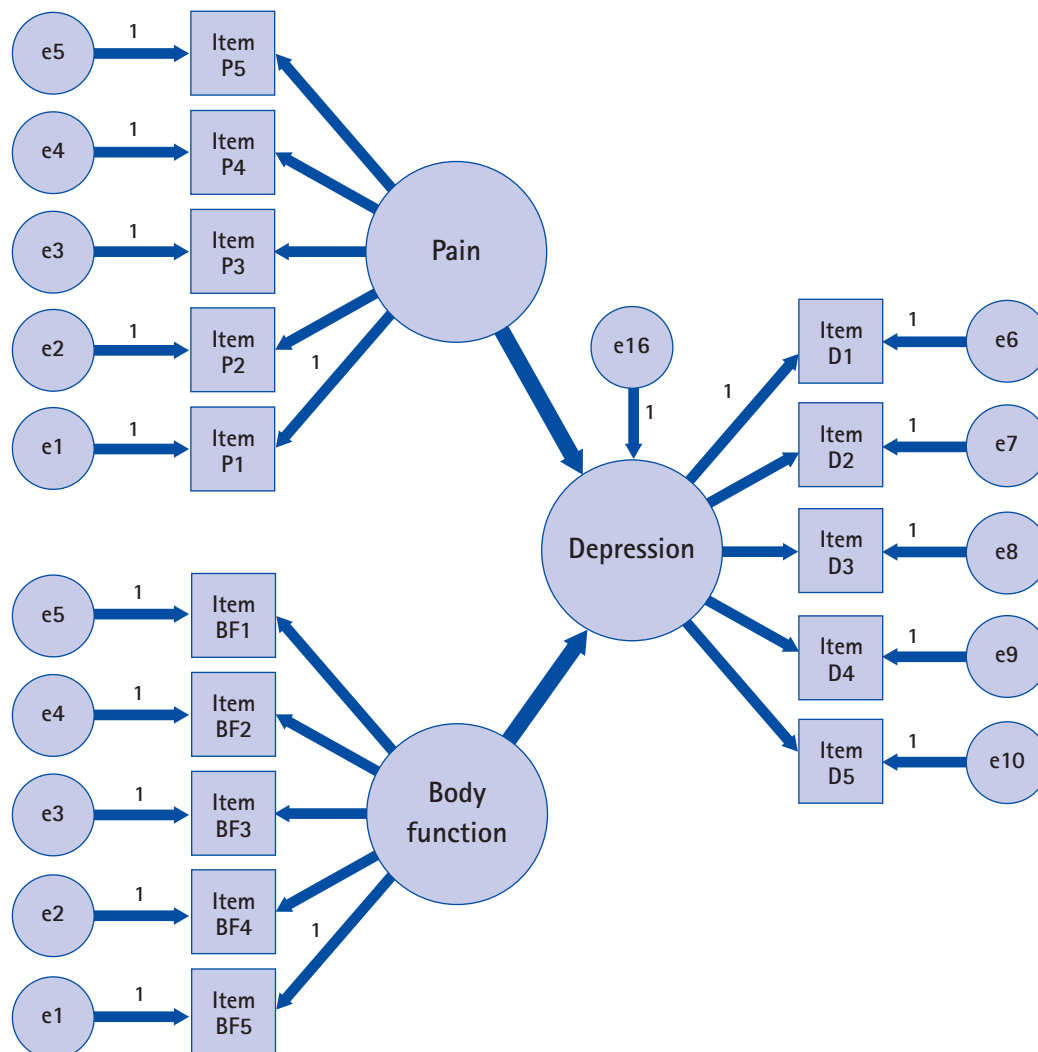 e5
1
Item
P5
e4
1
Item
P4
e3
1
Item
P3
e2
1
Item
P2
e1
1
Item
P1
1
Pain
e16
1
Depression
1
Item
D1
1
e6
Item
D2
1
e7
Item
D3
1
e8
Item
D4
1
e9
Item
D5
1
e10
e5
1
Item
BF1
e4
1
Item
BF2
e3
1
Item
BF3
e2
1
Item
BF4
e1
1
Item
BF5
1
Body
function